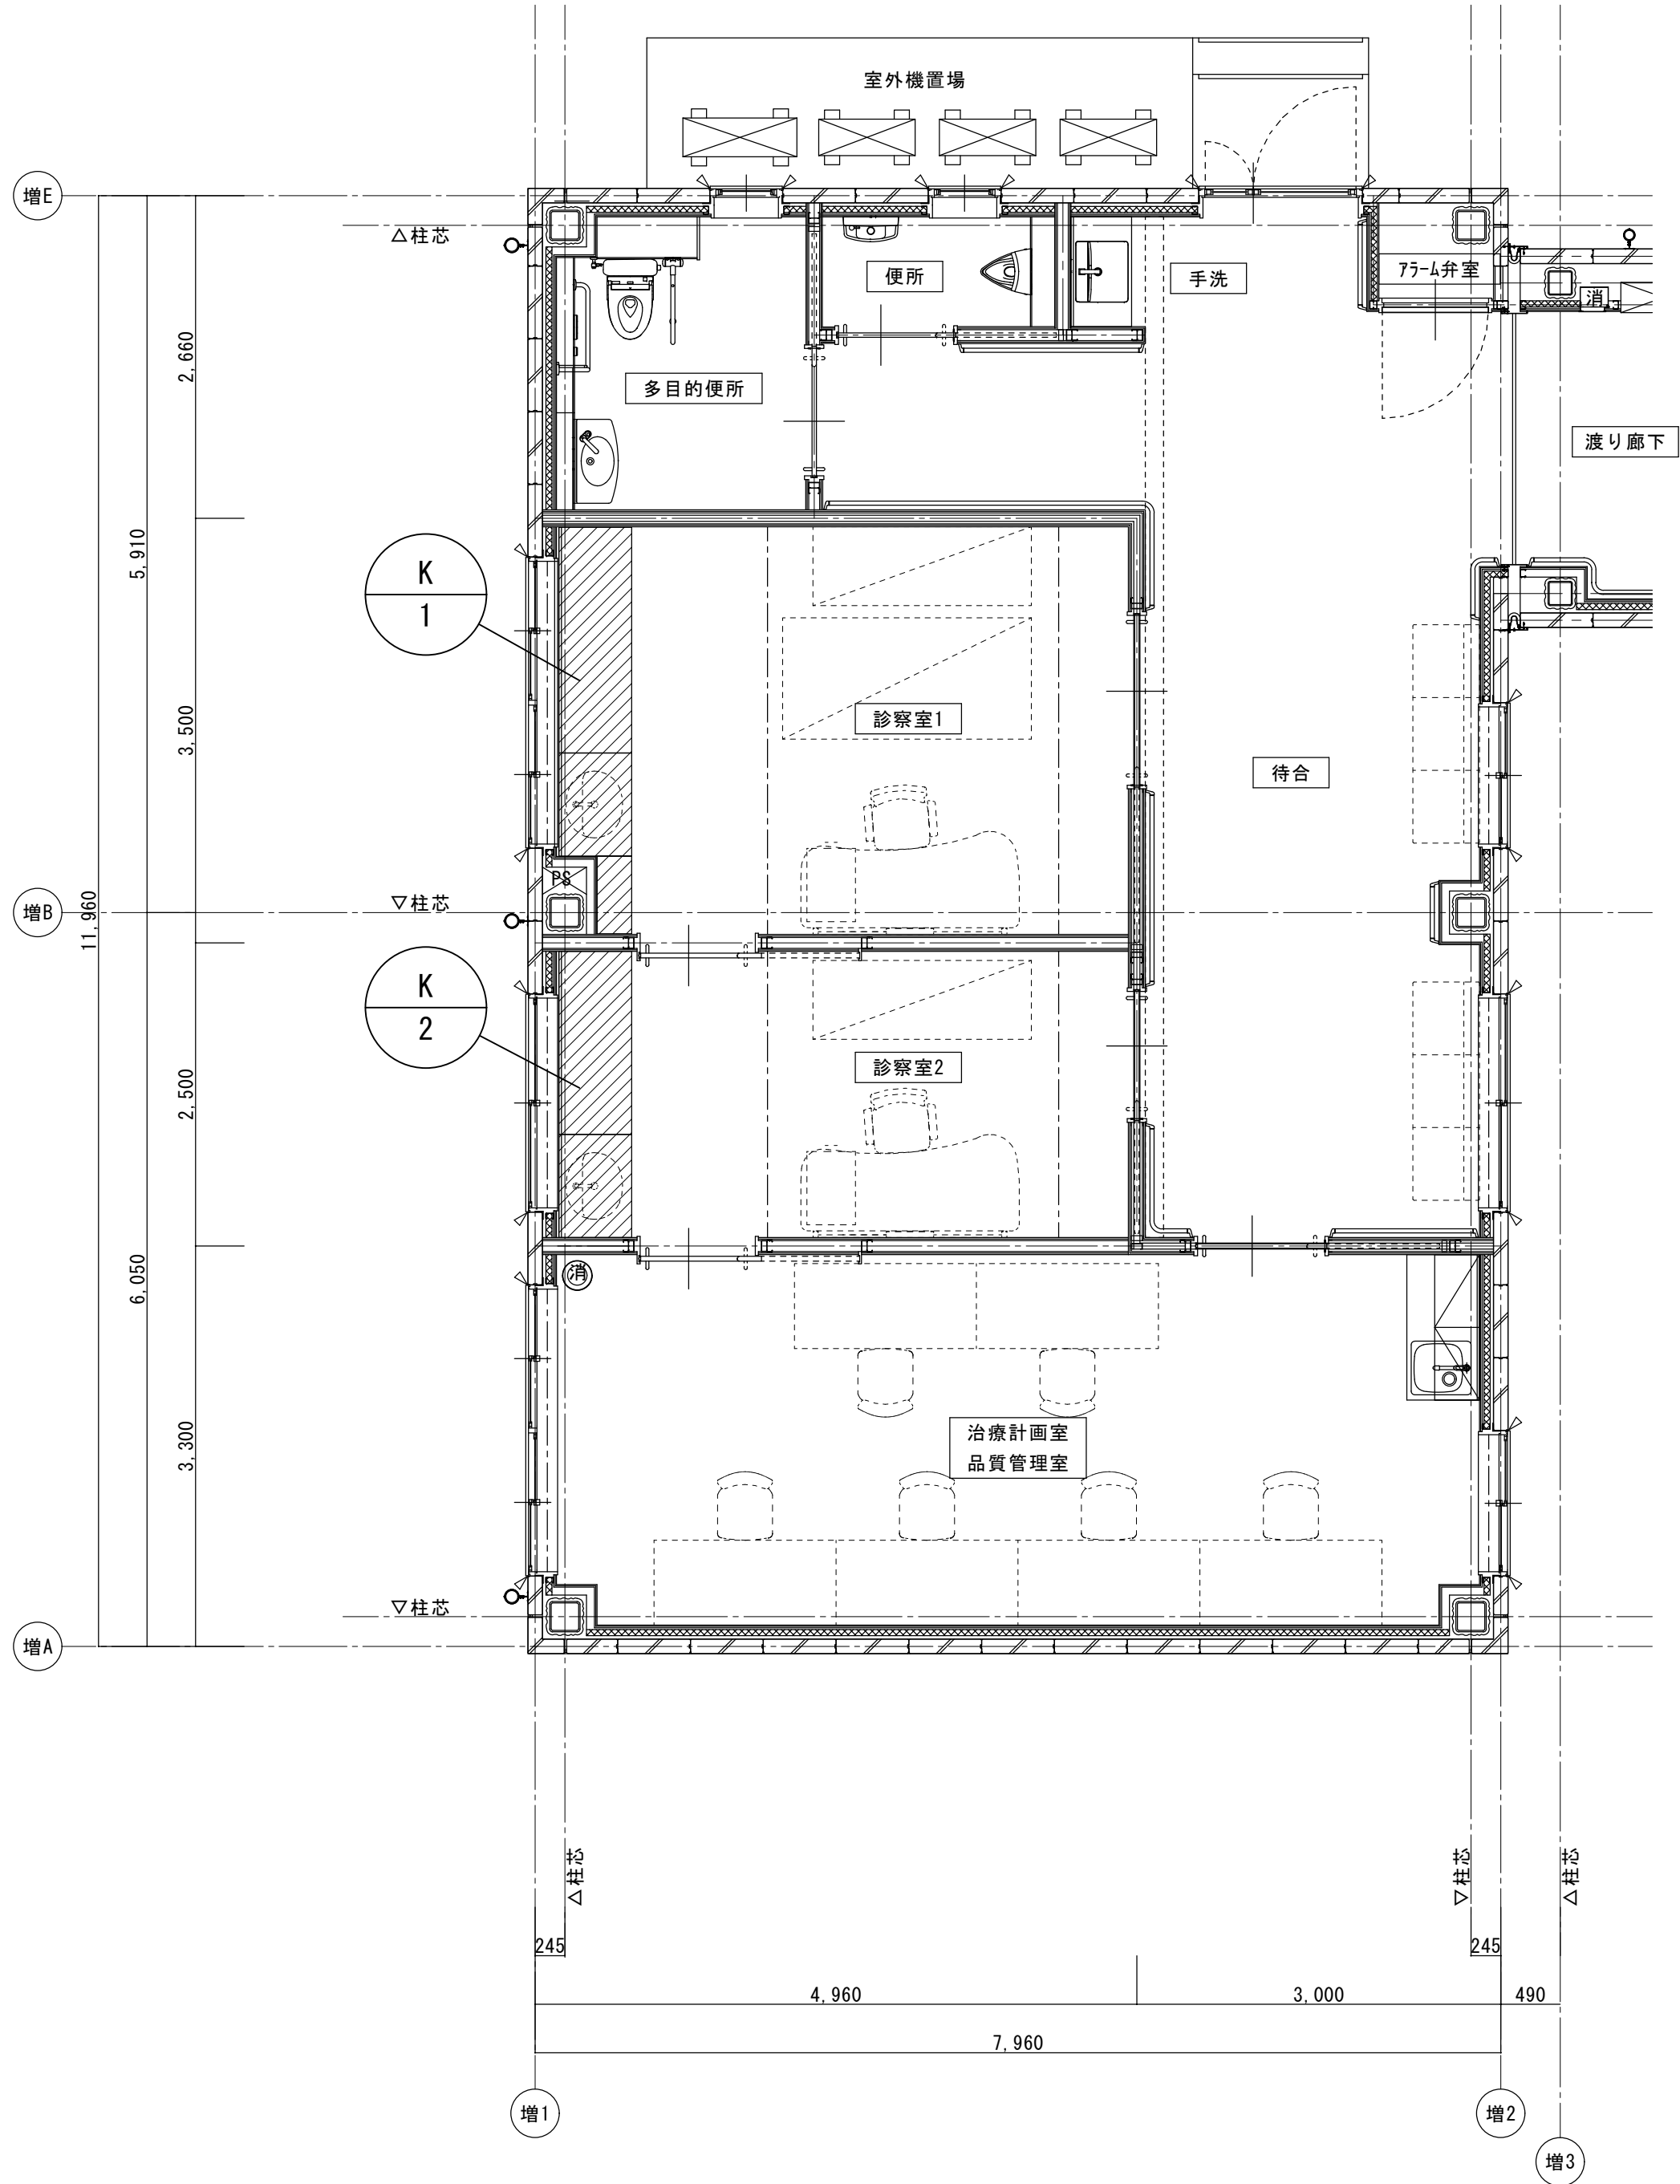 室外機置場
増E
△柱芯
便所
手洗
アラーム弁室
消
2,660
多目的便所
渡り廊下
5,910
K
1
3,500
診察室1
待合
PS
増B
11,960
▽柱芯
K
2
2,500
診察室2
6,050
消
3,300
治療計画室
品質管理室
▽柱芯
増A
△柱芯
▽柱芯
△柱芯
245
245
4,960
3,000
490
7,960
増1
増2
増3